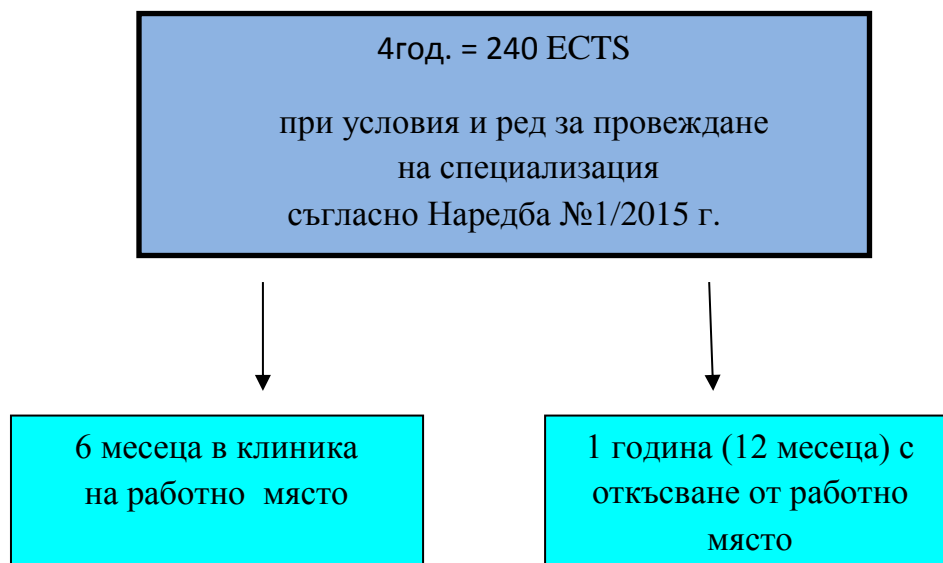 4год. = 240 ECTS
при условия и ред за провеждане
на специализация
съгласно Наредба №1/2015 г.
6 месеца в клиника
на работно място
1 година (12 месеца) с
откъсване от работно
място